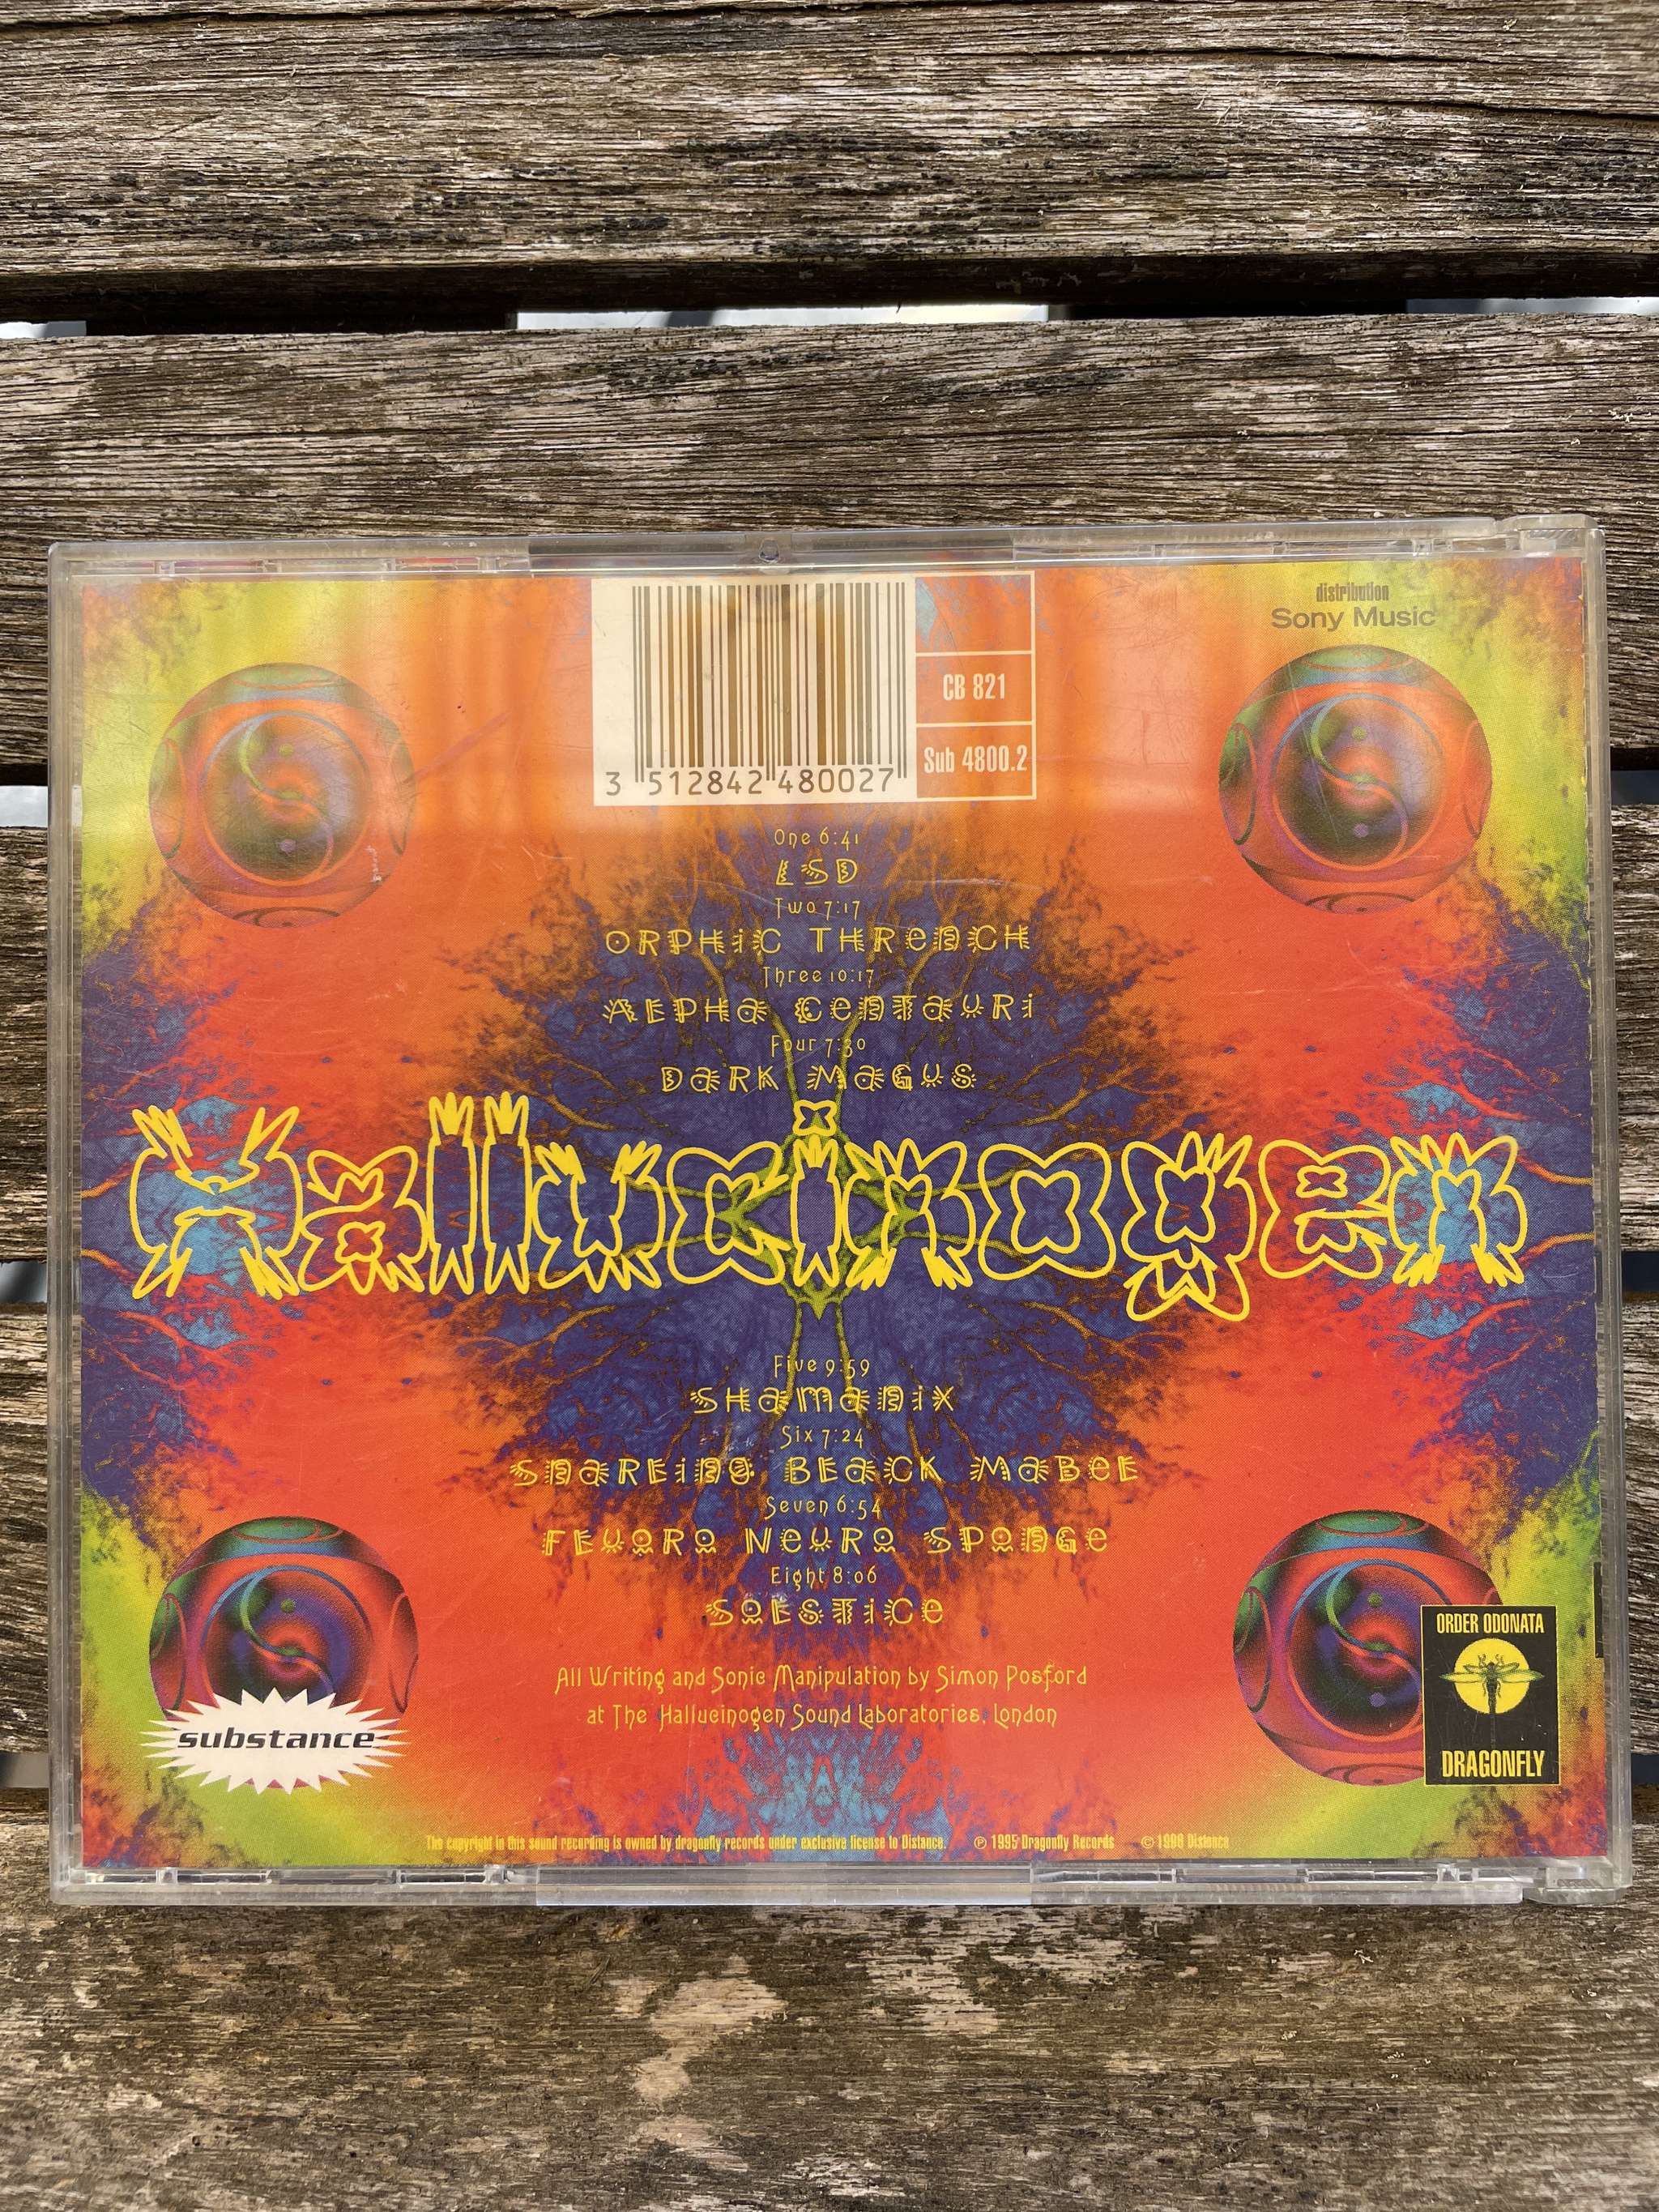 distribution
Sony Music
CB 821
Sub 4800.2
3 512842 480027
One 6:41
LSD
Two 7:17
ORPHiC THReNCH
Three 10:17
ALPHa CeNTaURi
Four 7:30
DaRK MaGUS
Hallucinogen
Five 9:59
SHamaNiX
Six 7:24
SNaRLiNG BLaCK MaBeL
Seven 6:54
FLUORO NeURO SPONGe
Eight 8:06
SOLSTiCe
All Writing and Sonic Manipulation by Simon Posford
at The Hallucinogen Sound Laboratories, London
substance
ORDER ODONATA
DRAGONFLY
The copyright in this sound recording is owned by dragonfly records under exclusive license to Distance. ℗ 1995 Dragonfly Records © 1996 Distance